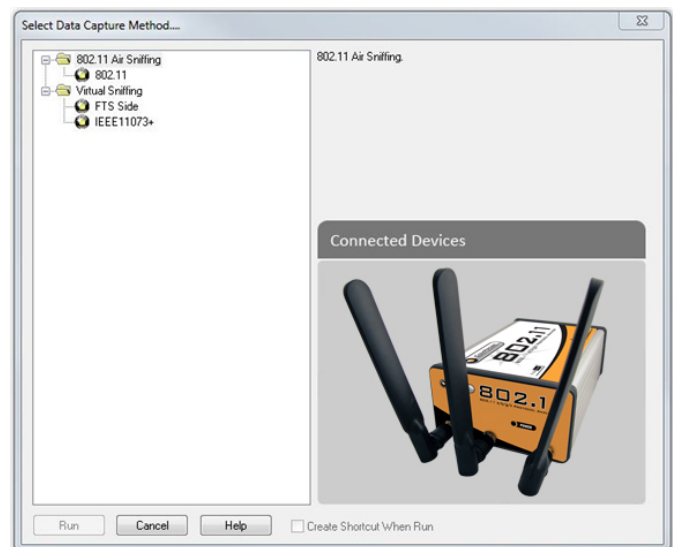 Select Data Capture Method....
802.11 Air Sniffing
802.11
Virtual Sniffing
FTS Side
IEEE11073+
802.11 Air Sniffing.
Connected Devices
802.11
802.1
POWER
Run
Cancel
Help
Create Shortcut When Run